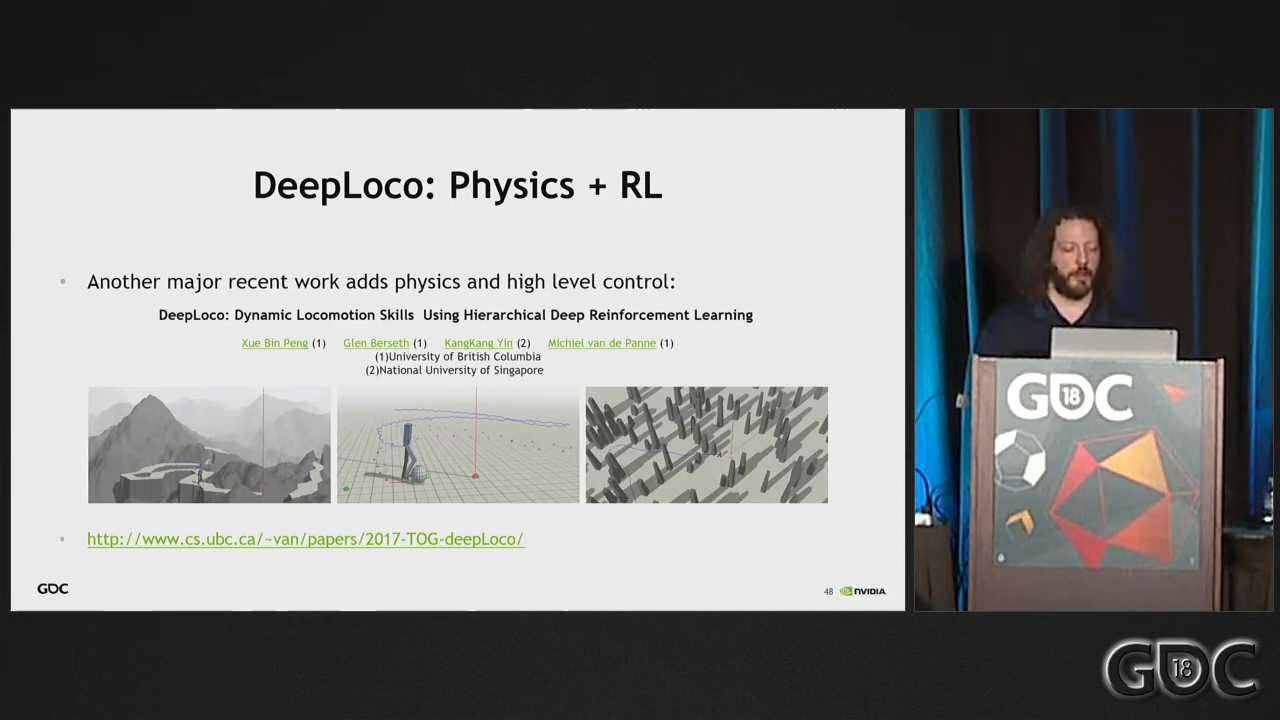 DeepLoco: Physics + RL
• Another major recent work adds physics and high level control:
DeepLoco: Dynamic Locomotion Skills Using Hierarchical Deep Reinforcement Learning
Xue Bin Peng (1) Glen Berseth (1) KangKang Yin (2) Michiel van de Panne (1)
(1)University of British Columbia
(2)National University of Singapore
• http://www.cs.ubc.ca/~van/papers/2017-TOG-deepLoco/
GDC
48 NVIDIA
GDC 18
GDC 18